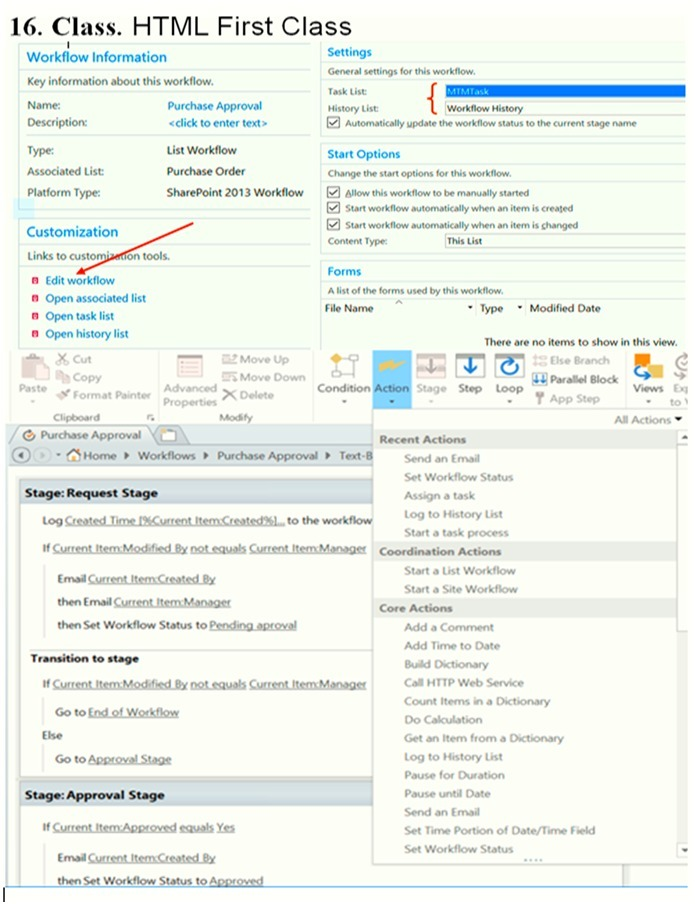 16. Class. HTML First Class
Workflow Information
Key information about this workflow.
Name: Purchase Approval
Description: <click to enter text>
Type: List Workflow
Associated List: Purchase Order
Platform Type: SharePoint 2013 Workflow
Customization
Links to customization tools.
Edit workflow
Open associated list
Open task list
Open history list
Settings
General settings for this workflow.
Task List: MTMTask
History List: Workflow History
Automatically update the workflow status to the current stage name
Start Options
Change the start options for this workflow.
Allow this workflow to be manually started
Start workflow automatically when an item is created
Start workflow automatically when an item is changed
Content Type: This List
Forms
A list of the forms used by this workflow.
File Name Type Modified Date
There are no items to show in this view.
Paste
Cut
Copy
Format Painter
Clipboard
Advanced Properties
Move Up
Move Down
Delete
Modify
Condition Action Stage Step Loop
Else Branch
Parallel Block
App Step
Views
Purchase Approval
Home Workflows Purchase Approval Text-B
Stage: Request Stage
Log Created Time [%Current Item:Created%]... to the workflow
If Current Item:Modified By not equals Current Item:Manager
Email Current Item:Created By
then Email Current Item:Manager
then Set Workflow Status to Pending aproval
Transition to stage
If Current Item:Modified By not equals Current Item:Manager
Go to End of Workflow
Else
Go to Approval Stage
Stage: Approval Stage
If Current Item:Approved equals Yes
Email Current Item:Created By
then Set Workflow Status to Approved
All Actions
Recent Actions
Send an Email
Set Workflow Status
Assign a task
Log to History List
Start a task process
Coordination Actions
Start a List Workflow
Start a Site Workflow
Core Actions
Add a Comment
Add Time to Date
Build Dictionary
Call HTTP Web Service
Count Items in a Dictionary
Do Calculation
Get an Item from a Dictionary
Log to History List
Pause for Duration
Pause until Date
Send an Email
Set Time Portion of Date/Time Field
Set Workflow Status